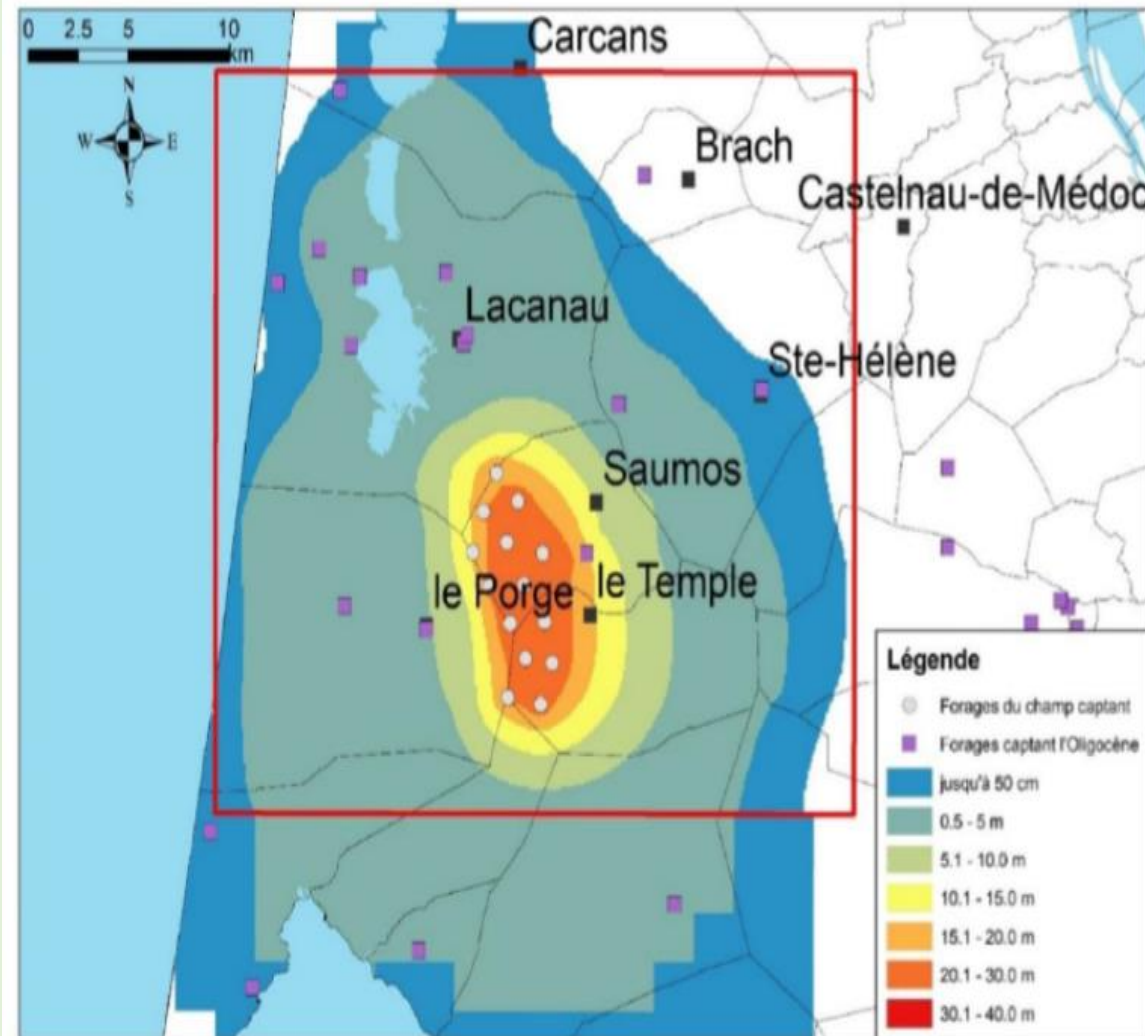 0 2.5 5 10
km
N
W E
S
Carcans
Brach
Castelnau-de-Médoc
Lacanau
Ste-Hélène
Saumos
le Porge
le Temple
Légende
Forages du champ captant
Forages captant l'Oligocène
jusqu'à 50 cm
0.5 - 5 m
5.1 - 10.0 m
10.1 - 15.0 m
15.1 - 20.0 m
20.1 - 30.0 m
30.1 - 40.0 m